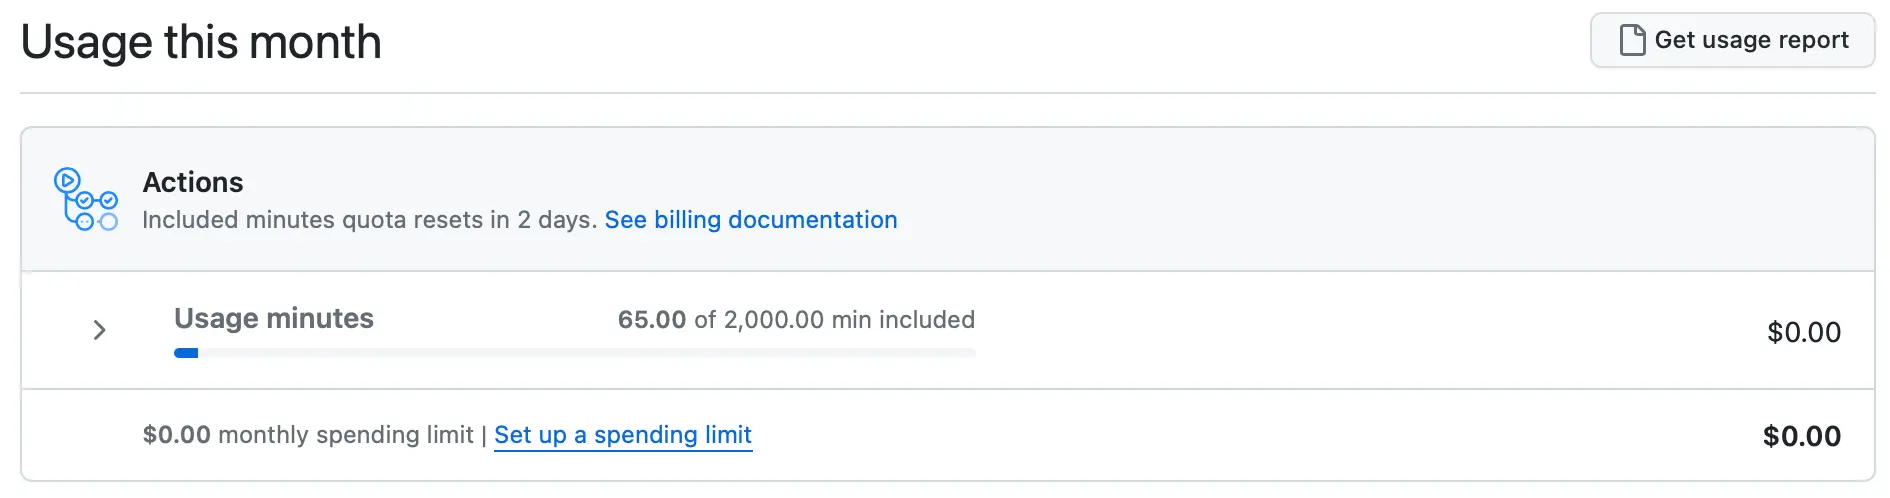 Usage this month
Get usage report
Actions
Included minutes quota resets in 2 days. See billing documentation
Usage minutes
65.00 of 2,000.00 min included
$0.00
$0.00 monthly spending limit | Set up a spending limit
$0.00